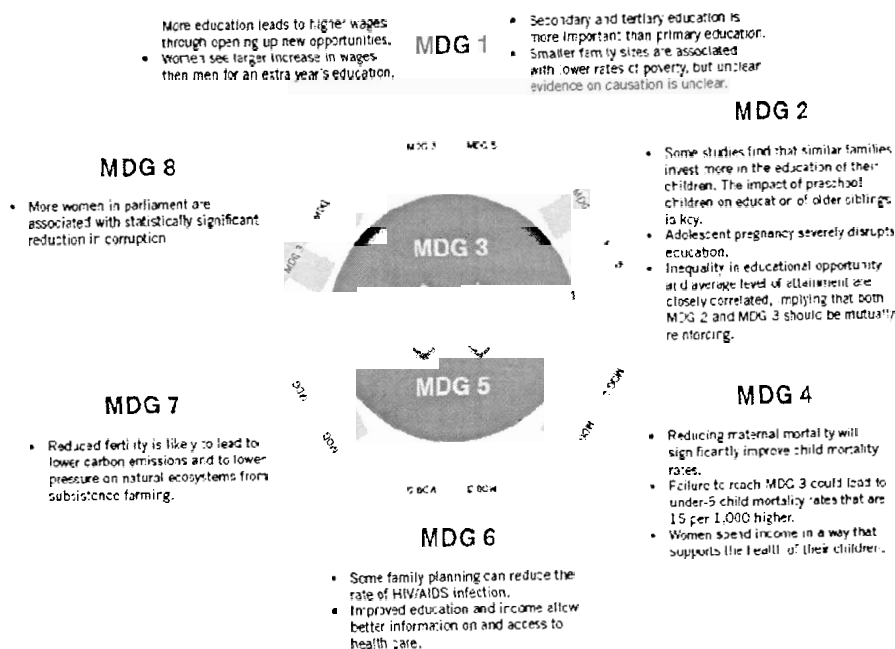 More education leads to higher wages
through opening up new opportunities.
• Women see larger increase in wages
then men for an extra year's education.
MDG 1
• Secondary and tertiary education is
more important than primary education.
• Smaller family sizes are associated
with lower rates of poverty, but unclear
evidence on causation is unclear.
MDG 2
• Some studies find that similar families
invest more in the education of their
children. The impact of preschool
children on education of older siblings
is key.
• Adolescent pregnancy severely disrupts
education.
• Inequality in educational opportunity
and average level of attainment are
closely correlated, implying that both
MDG 2 and MDG 3 should be mutually
reinforcing.
MDG 8
• More women in parliament are
associated with statistically significant
reduction in corruption
MDG 3
MDG 5
MDG 3
MDG 3
MDG 5
MDG 7
• Reduced fertility is likely to lead to
lower carbon emissions and to lower
pressure on natural ecosystems from
subsistence farming.
MDG 4
• Reducing maternal mortality will
significantly improve child mortality
rates.
• Failure to reach MDG 3 could lead to
under-5 child mortality rates that are
15 per 1,000 higher.
• Women spend income in a way that
supports the health of their children.
MDG 6
• Some family planning can reduce the
rate of HIV/AIDS infection.
• Improved education and income allow
better information on and access to
health care.